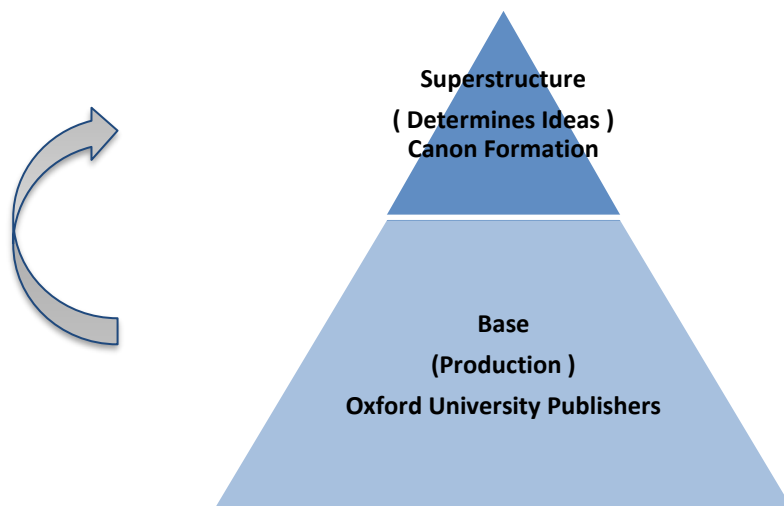 Superstructure
( Determines Ideas )
Canon Formation
Base
(Production )
Oxford University Publishers